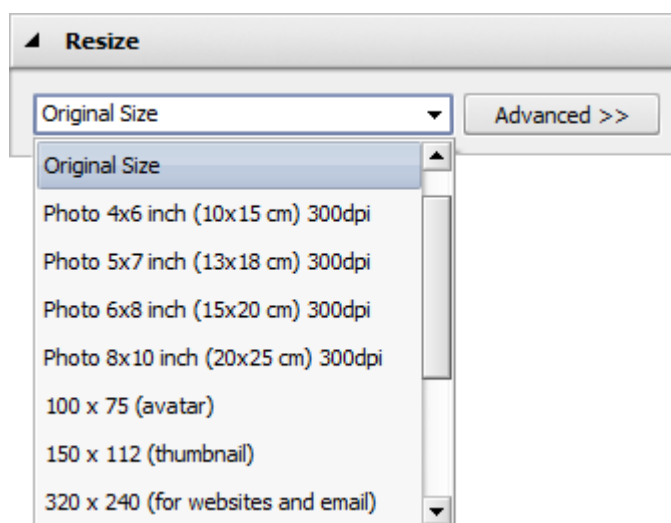 Resize
Original Size
Advanced >>
Original Size
Photo 4x6 inch (10x15 cm) 300dpi
Photo 5x7 inch (13x18 cm) 300dpi
Photo 6x8 inch (15x20 cm) 300dpi
Photo 8x10 inch (20x25 cm) 300dpi
100 x 75 (avatar)
150 x 112 (thumbnail)
320 x 240 (for websites and email)